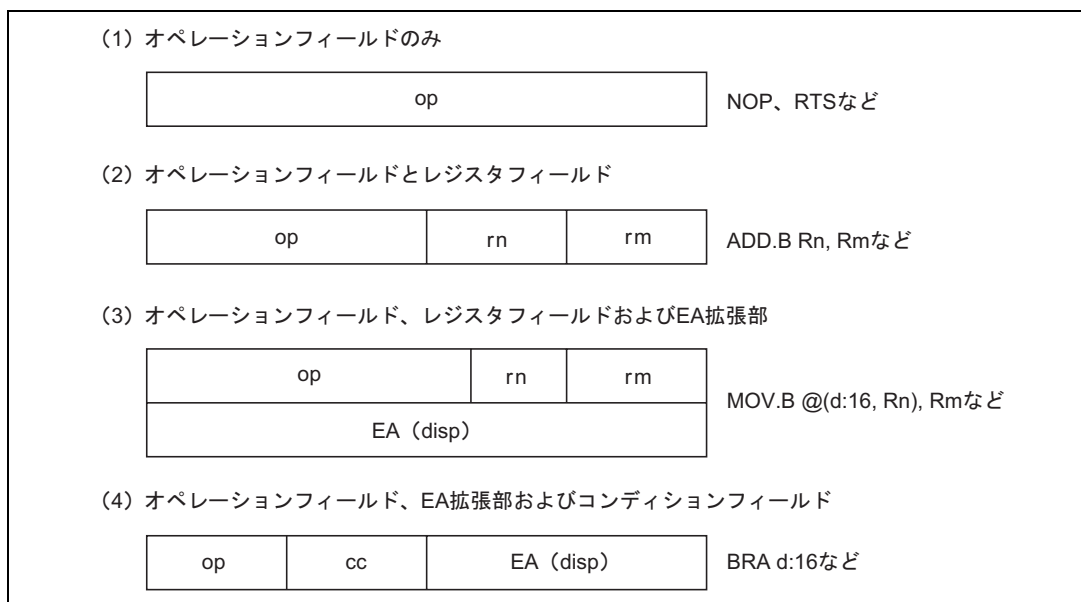 (1) オペレーションフィールドのみ
op
NOP、RTSなど
(2) オペレーションフィールドとレジスタフィールド
op rn rm
ADD.B Rn, Rmなど
(3) オペレーションフィールド、レジスタフィールドおよびEA拡張部
op rn rm
EA(disp)
MOV.B @(d:16, Rn), Rmなど
(4) オペレーションフィールド、EA拡張部およびコンディションフィールド
op cc EA(disp)
BRA d:16など